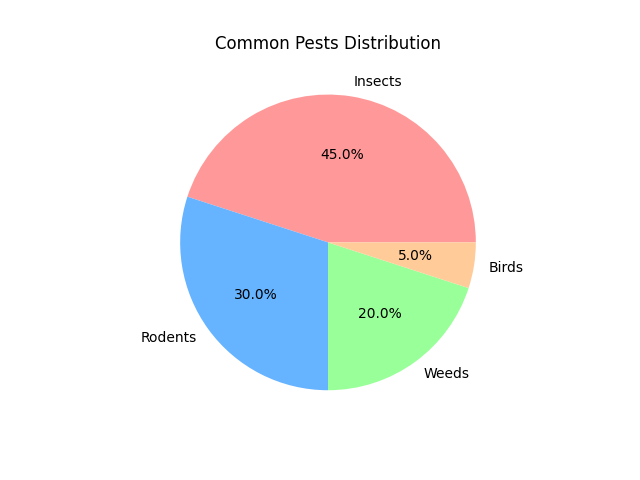 Common Pests Distribution
Insects
45.0%
5.0%
Birds
30.0%
20.0%
Rodents
Weeds